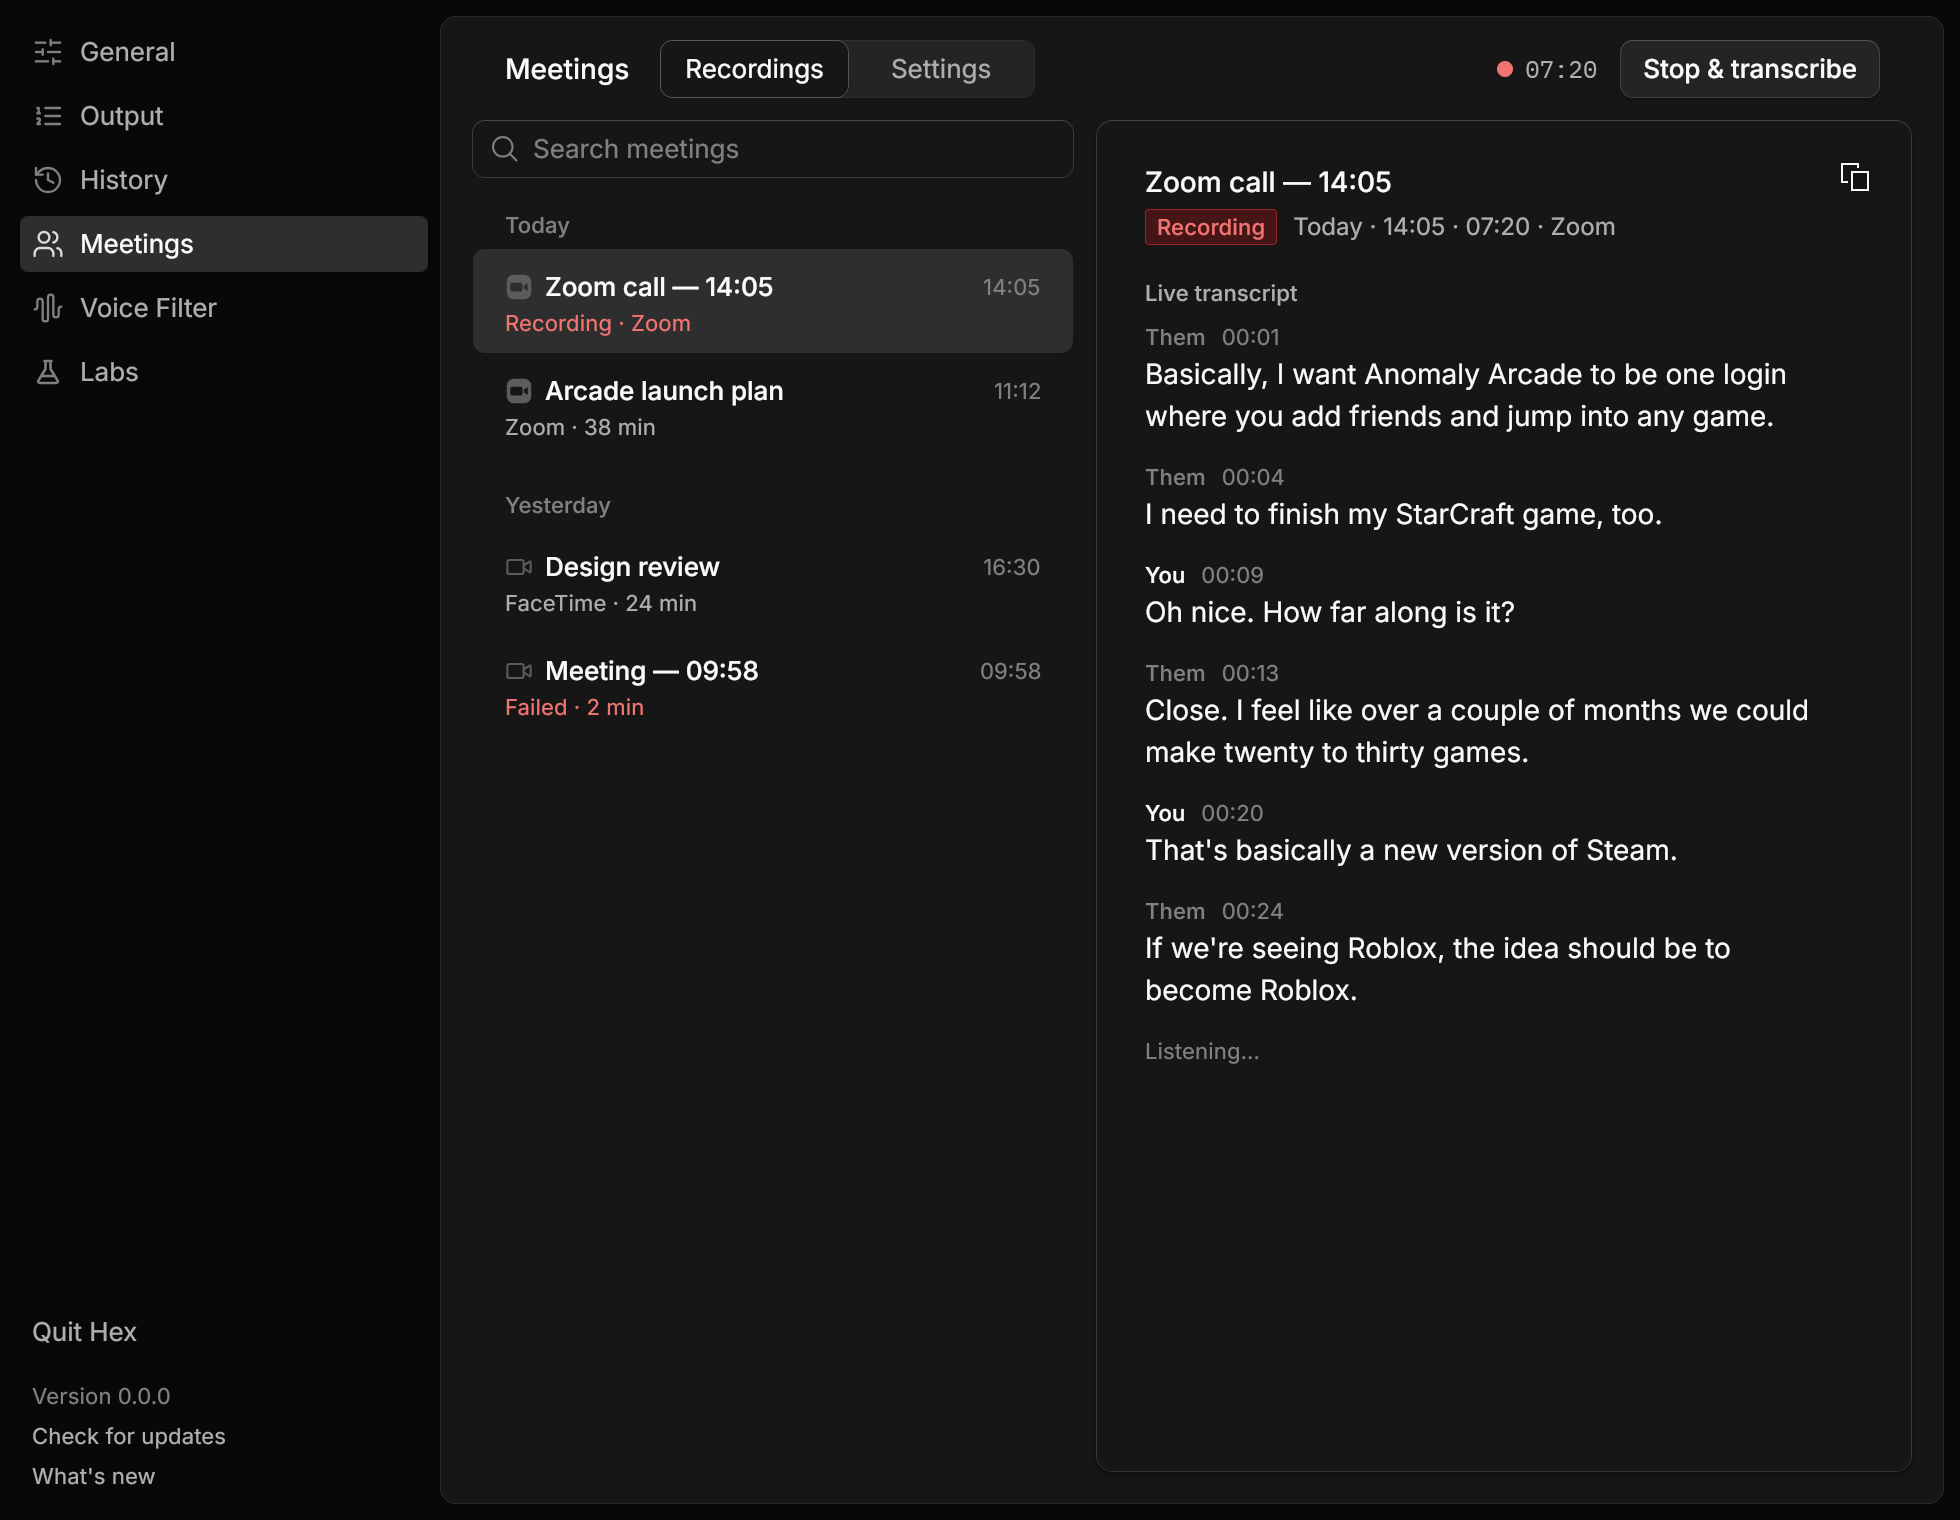 General
Output
History
Meetings
Voice Filter
Labs
Quit Hex
Version 0.0.0
Check for updates
What's new
Meetings
Recordings
Settings
07:20
Stop & transcribe
Search meetings
Today
Zoom call — 14:05
14:05
Recording · Zoom
Arcade launch plan
11:12
Zoom · 38 min
Yesterday
Design review
16:30
FaceTime · 24 min
Meeting — 09:58
09:58
Failed · 2 min
Zoom call — 14:05
Recording
Today · 14:05 · 07:20 · Zoom
Live transcript
Them 00:01
Basically, I want Anomaly Arcade to be one login
where you add friends and jump into any game.
Them 00:04
I need to finish my StarCraft game, too.
You 00:09
Oh nice. How far along is it?
Them 00:13
Close. I feel like over a couple of months we could
make twenty to thirty games.
You 00:20
That's basically a new version of Steam.
Them 00:24
If we're seeing Roblox, the idea should be to
become Roblox.
Listening...